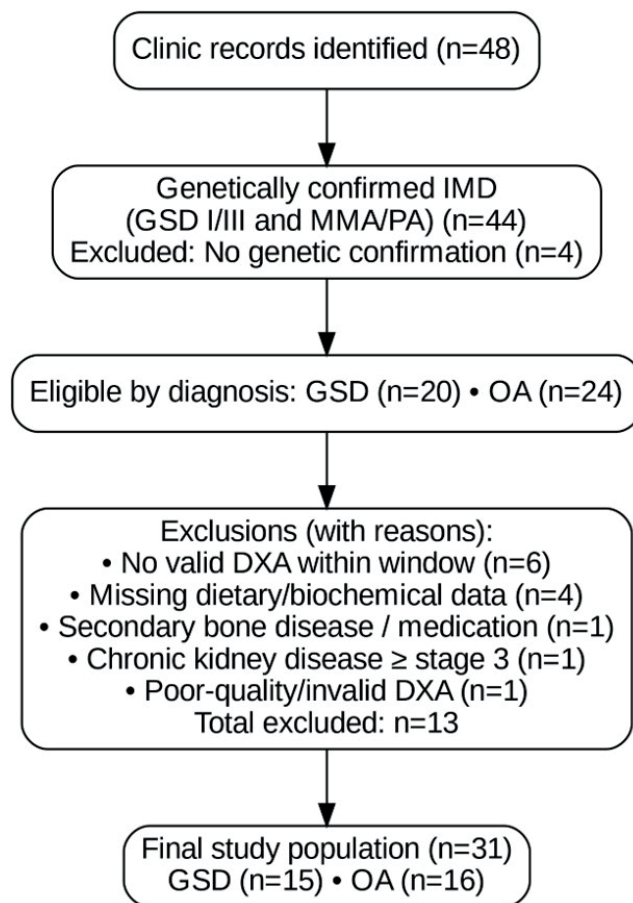 Clinic records identified (n=48)
Genetically confirmed IMD
(GSD I/III and MMA/PA) (n=44)
Excluded: No genetic confirmation (n=4)
Eligible by diagnosis: GSD (n=20) • OA (n=24)
Exclusions (with reasons):
• No valid DXA within window (n=6)
• Missing dietary/biochemical data (n=4)
• Secondary bone disease / medication (n=1)
• Chronic kidney disease ≥ stage 3 (n=1)
• Poor-quality/invalid DXA (n=1)
Total excluded: n=13
Final study population (n=31)
GSD (n=15) • OA (n=16)